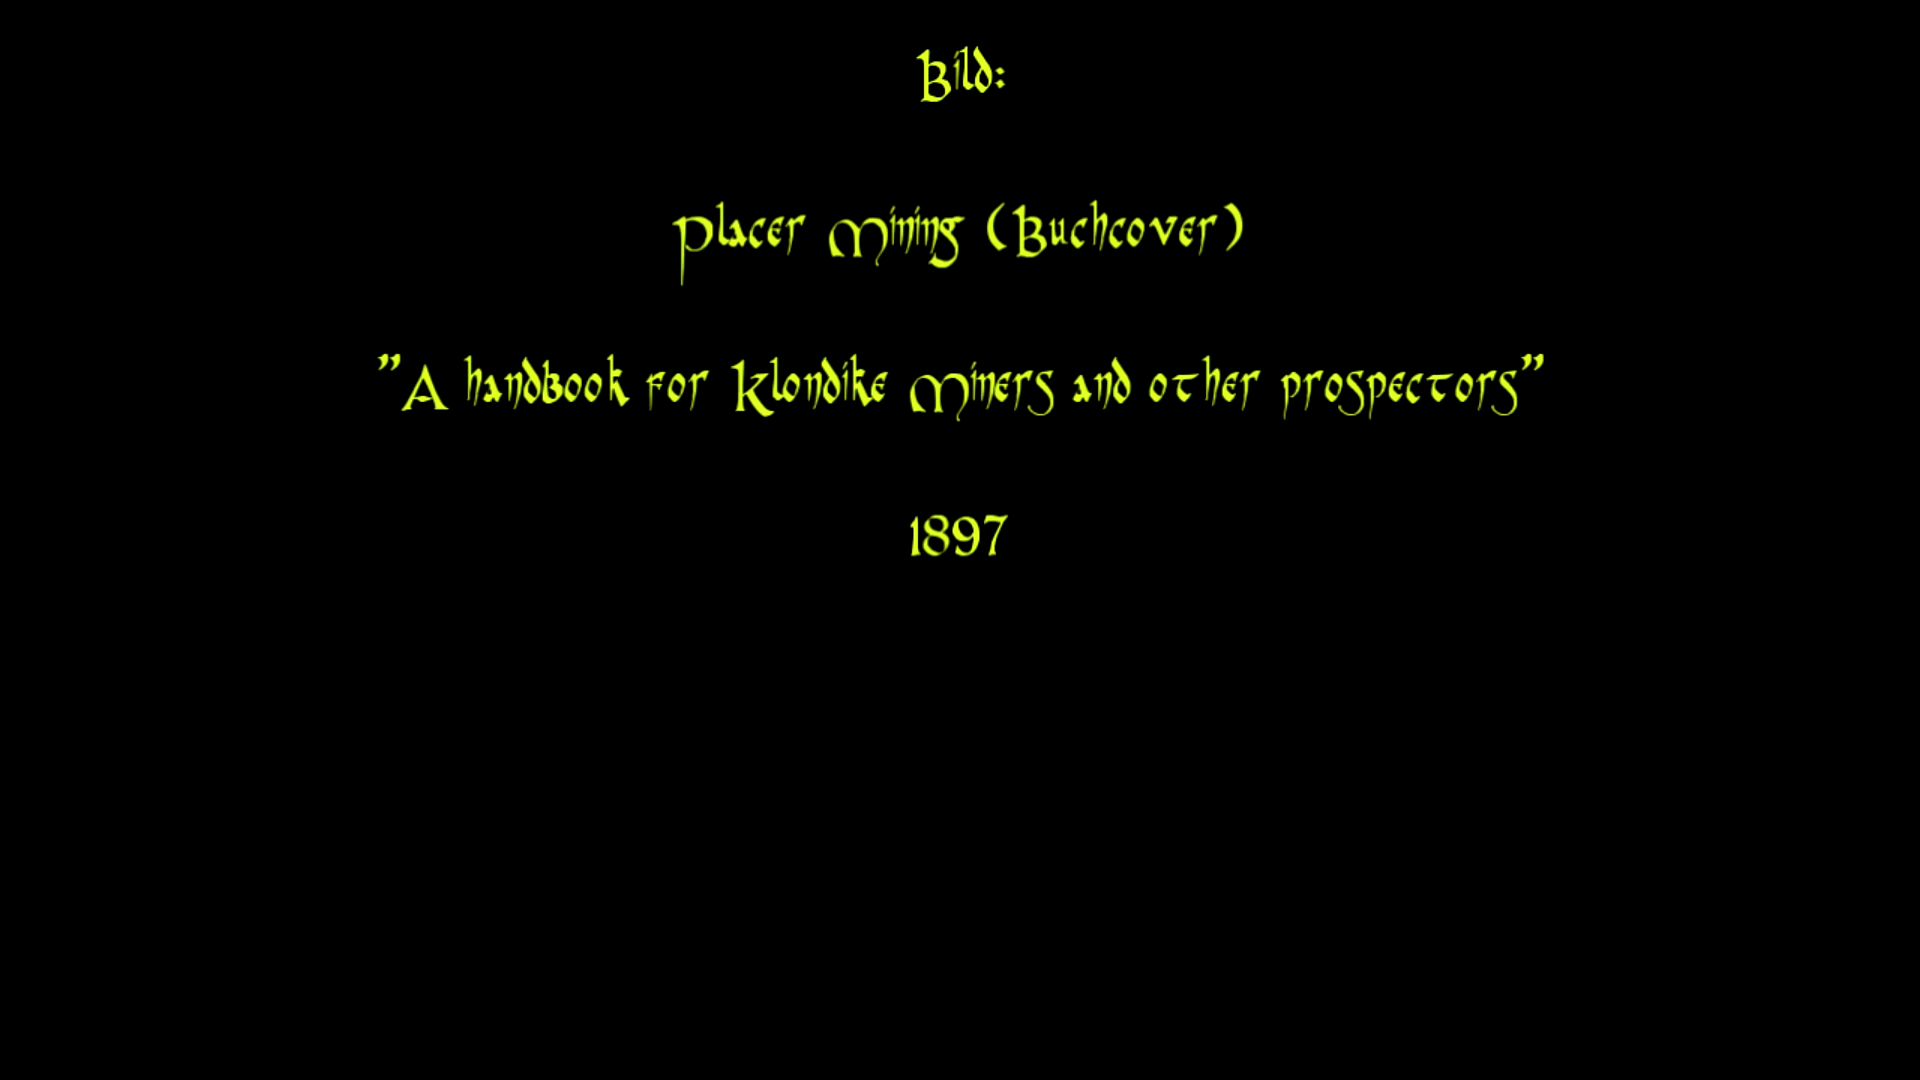 Bild:
Placer Mining (Buchcover)
"A handbook for Klondike Miners and other prospectors"
1897